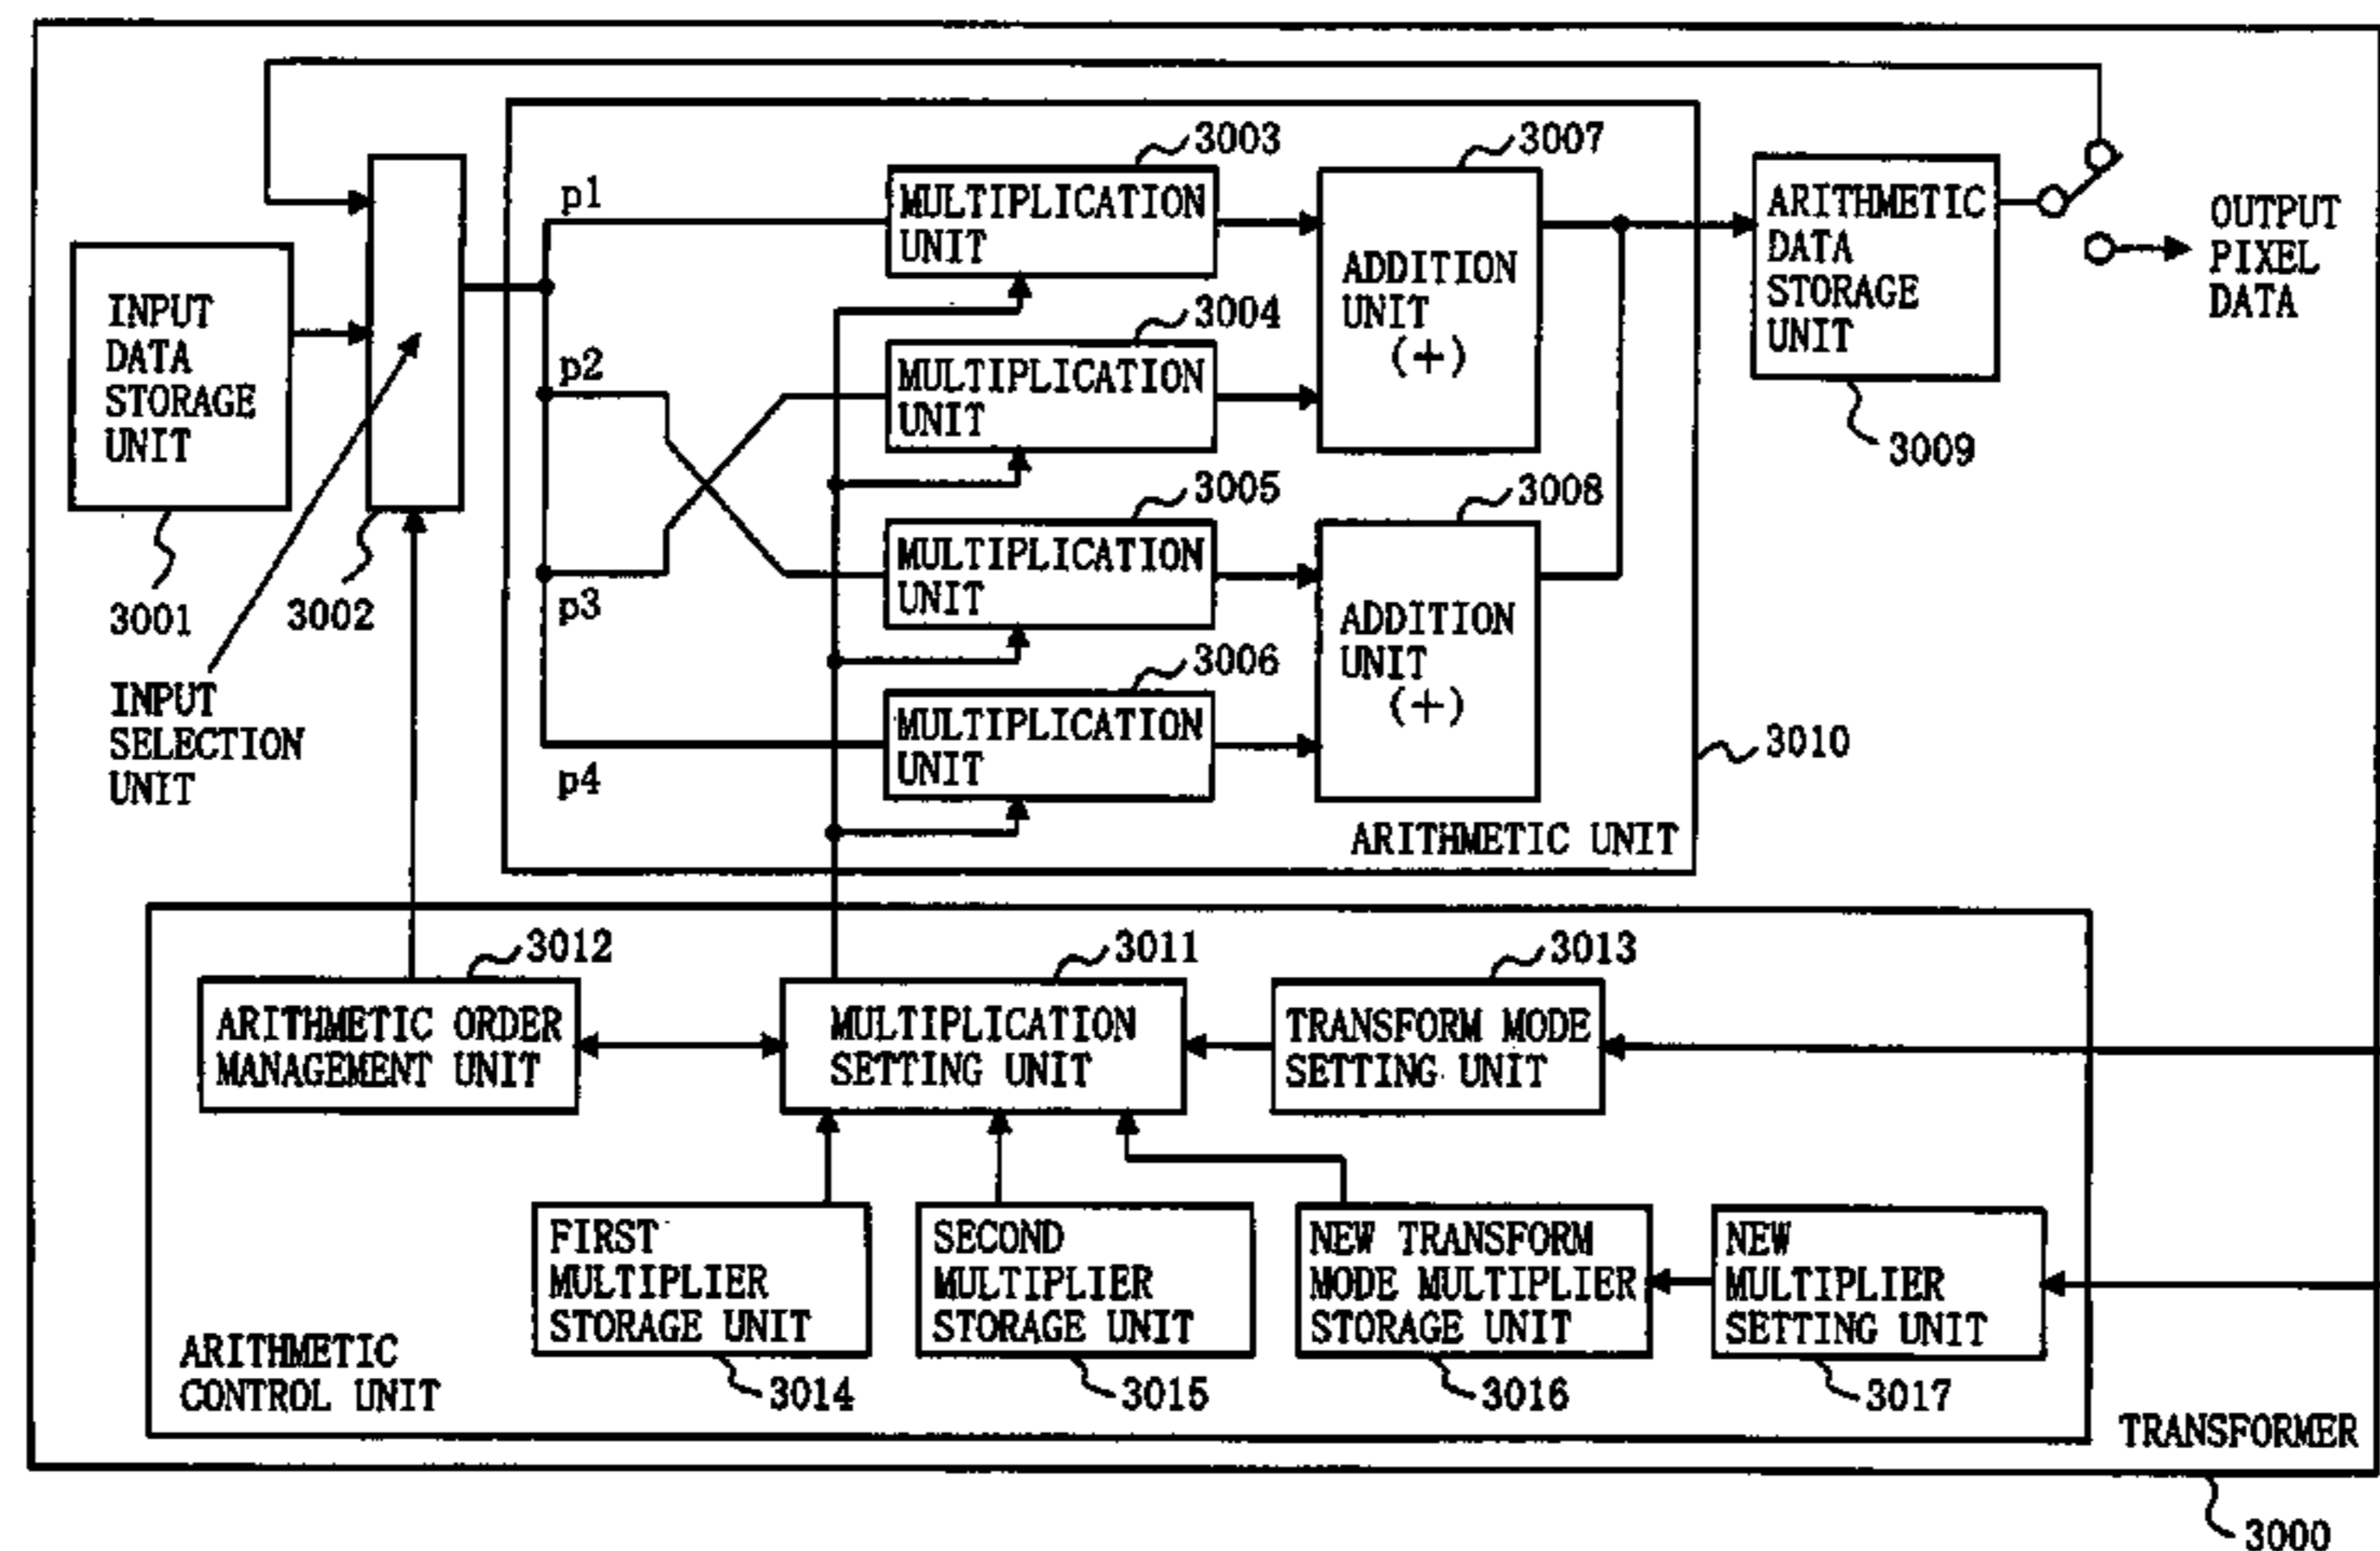 3003
3007
p1
MULTIPLICATION
UNIT
ADDITION
UNIT
(+)
ARITHMETIC
DATA
STORAGE
UNIT
3009
OUTPUT
PIXEL
DATA
INPUT
DATA
STORAGE
UNIT
3001
3002
INPUT
SELECTION
UNIT
p2
3004
MULTIPLICATION
UNIT
p3
3005
MULTIPLICATION
UNIT
3008
ADDITION
UNIT
(+)
p4
3006
MULTIPLICATION
UNIT
3010
ARITHMETIC UNIT
3012
ARITHMETIC ORDER
MANAGEMENT UNIT
3011
MULTIPLICATION
SETTING UNIT
3013
TRANSFORM MODE
SETTING UNIT
FIRST
MULTIPLIER
STORAGE UNIT
3014
SECOND
MULTIPLIER
STORAGE UNIT
3015
NEW TRANSFORM
MODE MULTIPLIER
STORAGE UNIT
3016
NEW
MULTIPLIER
SETTING UNIT
3017
ARITHMETIC
CONTROL UNIT
TRANSFORMER
3000